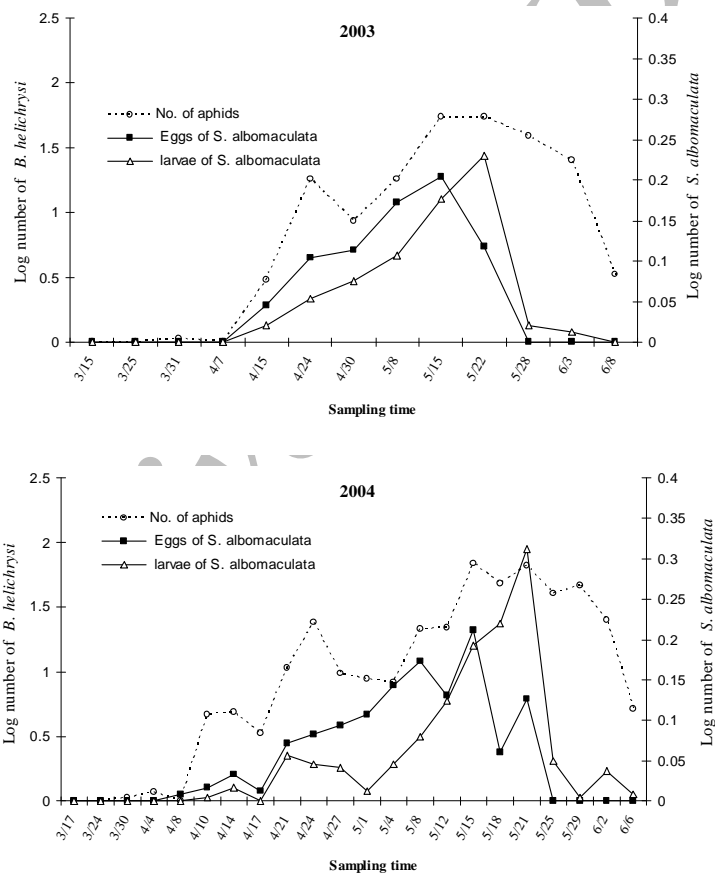 2003
2.5
2
1.5
1
0.5
0
0.4
0.35
0.3
0.25
0.2
0.15
0.1
0.05
0
Log number of B. helichrysi
Log number of S. albomaculata
No. of aphids
Eggs of S. albomaculata
larvae of S. albomaculata
3/15 3/25 3/31 4/7 4/15 4/24 4/30 5/8 5/15 5/22 5/28 6/3 6/8
Sampling time
2004
2.5
2
1.5
1
0.5
0
0.4
0.35
0.3
0.25
0.2
0.15
0.1
0.05
0
Log number of B. helichrysi
Log number of S. albomaculata
No. of aphids
Eggs of S. albomaculata
larvae of S. albomaculata
3/17 3/24 3/30 4/4 4/8 4/10 4/14 4/17 4/21 4/24 4/27 5/1 5/4 5/8 5/12 5/15 5/18 5/21 5/25 5/29 6/2 6/6
Sampling time